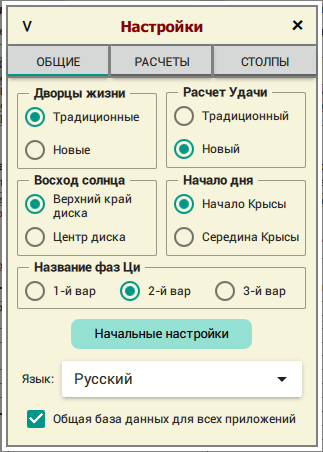 V Настройки ×
ОБЩИЕ РАСЧЕТЫ СТОЛПЫ
Дворцы жизни
Традиционные
Новые
Расчет Удачи
Традиционный
Новый
Восход солнца
Верхний край
диска
Центр диска
Начало дня
Начало Крысы
Середина Крысы
Название фаз Ци
1-й вар 2-й вар 3-й вар
Начальные настройки
Язык: Русский
Общая база данных для всех приложений